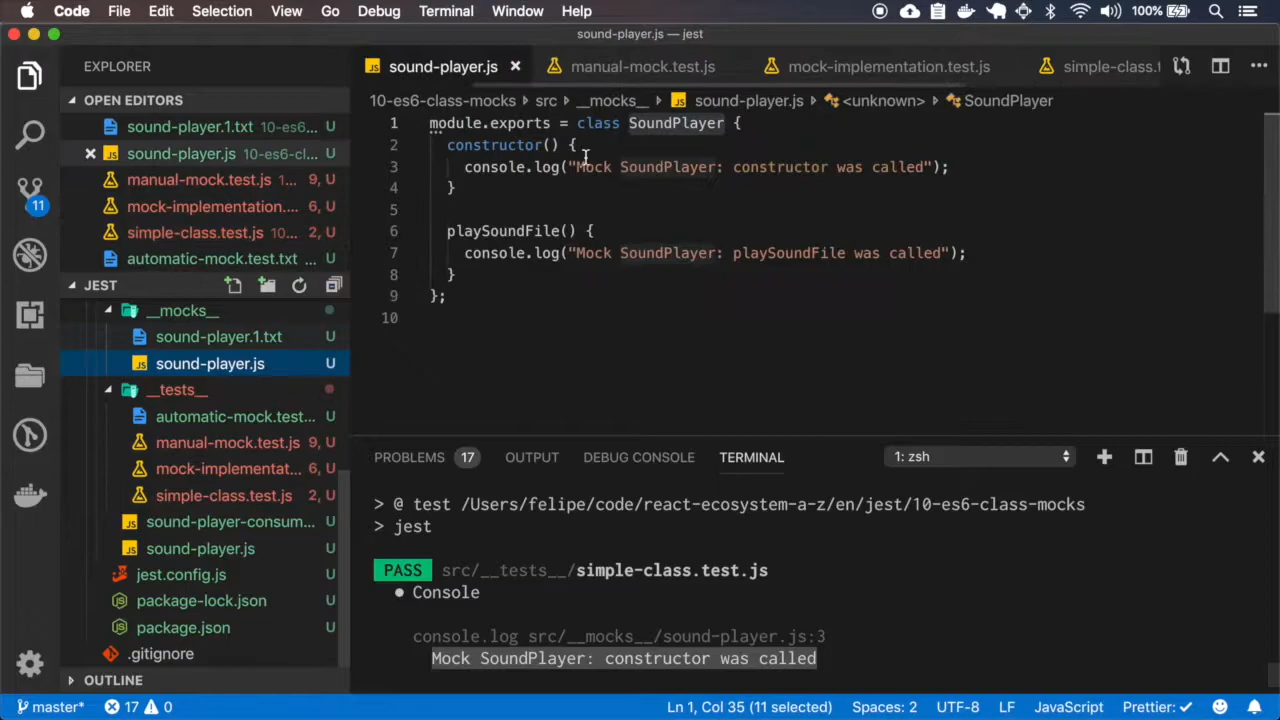 Code File Edit Selection View Go Debug Terminal Window Help 100%
sound-player.js — jest
EXPLORER
sound-player.js manual-mock.test.js mock-implementation.test.js simple-class.t
OPEN EDITORS
sound-player.1.txt 10-es6...
sound-player.js 10-es6-cl...
manual-mock.test.js 1... 9, U
mock-implementation.... 6, U
simple-class.test.js 10... 2, U
automatic-mock.test.txt U
10-es6-class-mocks src __mocks__ JS sound-player.js <unknown> SoundPlayer
1 module.exports = class SoundPlayer {
2 constructor() {
3 console.log("Mock SoundPlayer: constructor was called");
4 }
5
6 playSoundFile() {
7 console.log("Mock SoundPlayer: playSoundFile was called");
8 }
9 };
10
11
JEST
__mocks__
sound-player.1.txt U
JS sound-player.js U
__tests__
automatic-mock.test... U
manual-mock.test.js 9, U
mock-implementat... 6, U
simple-class.test.js 2, U
JS sound-player-consum... U
JS sound-player.js U
jest.config.js U
package-lock.json U
package.json U
.gitignore
OUTLINE
PROBLEMS 17 OUTPUT DEBUG CONSOLE TERMINAL 1: zsh
> @ test /Users/felipe/code/react-ecosystem-a-z/en/jest/10-es6-class-mocks
> jest
PASS src/__tests__/simple-class.test.js
● Console
console.log src/__mocks__/sound-player.js:3
Mock SoundPlayer: constructor was called
master* 17 0 Ln 1, Col 35 (11 selected) Spaces: 2 UTF-8 LF JavaScript Prettier: ✓